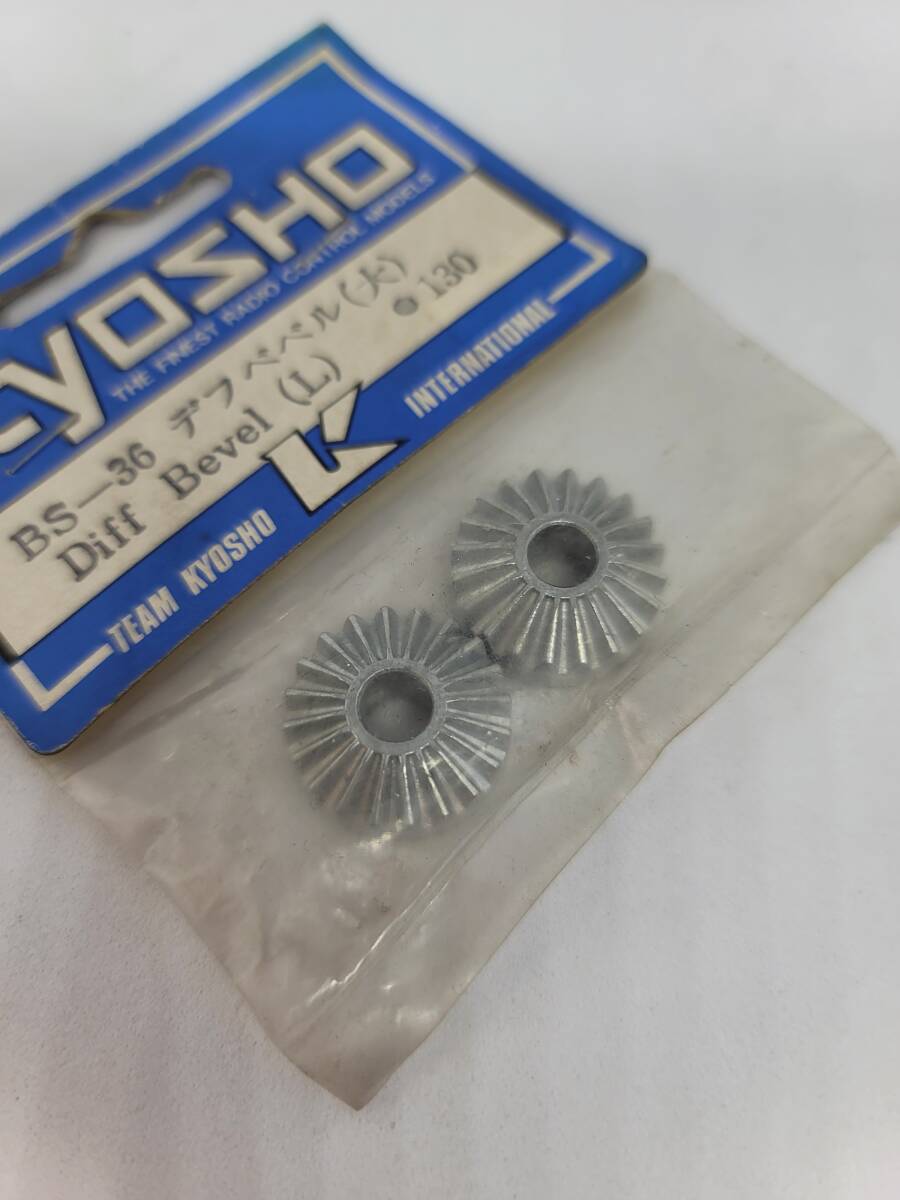 KYOSHO
THE FINEST RADIO CONTROL MODELS
BS—36 デフベベル(大) ●130
Diff Bevel (L)
TEAM KYOSHO K INTERNATIONAL